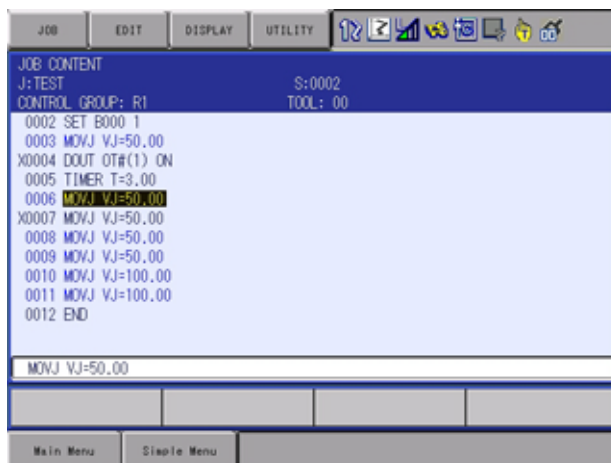 JOB EDIT DISPLAY UTILITY
JOB CONTENT
J:TEST S:0002
CONTROL GROUP: R1 TOOL: 00
0002 SET B000 1
0003 MOVJ VJ=50.00
X0004 DOUT OT#(1) ON
0005 TIMER T=3.00
0006 MOVJ VJ=50.00
X0007 MOVJ VJ=50.00
0008 MOVJ VJ=50.00
0009 MOVJ VJ=50.00
0010 MOVJ VJ=100.00
0011 MOVJ VJ=100.00
0012 END
MOVJ VJ=50.00
Main Menu Simple Menu